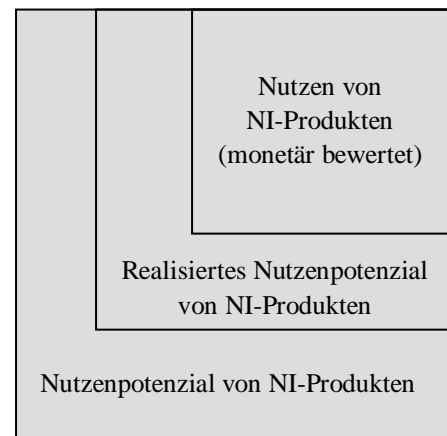 Nutzen von
NI-Produkten
(monetär bewertet)
Realisiertes Nutzenpotenzial
von NI-Produkten
Nutzenpotenzial von NI-Produkten